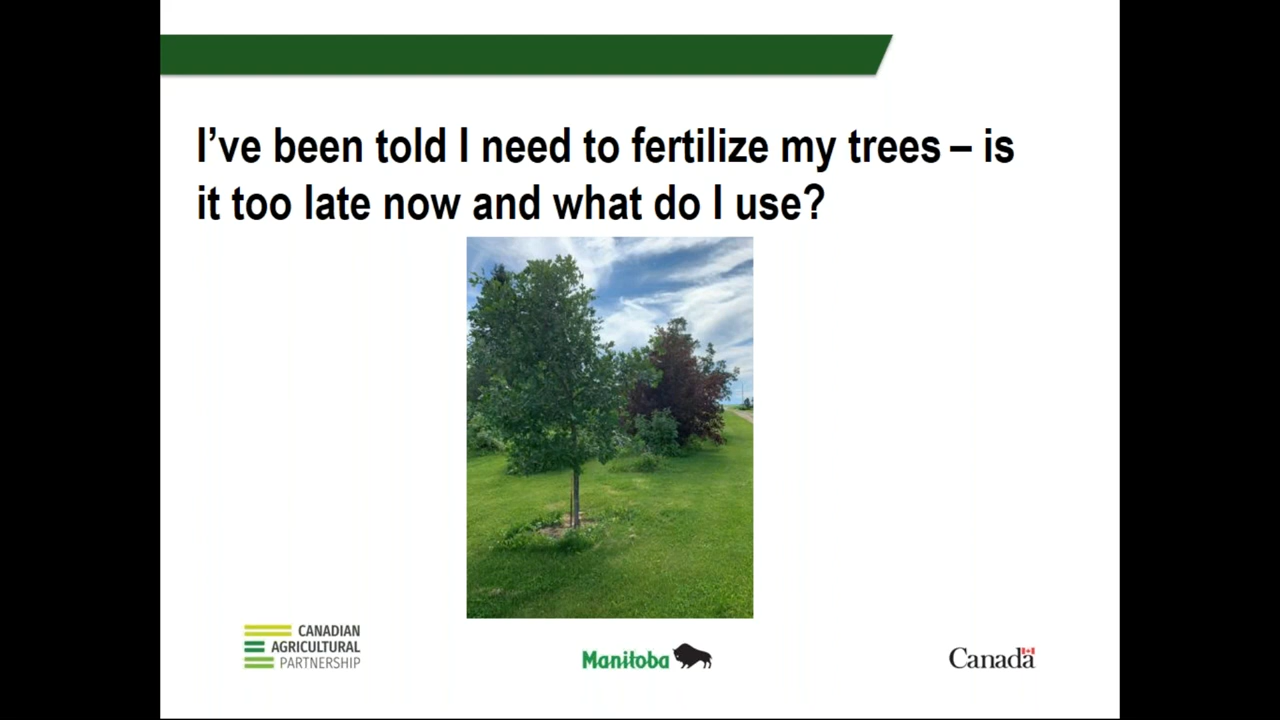 I’ve been told I need to fertilize my trees – is
it too late now and what do I use?
CANADIAN
AGRICULTURAL
PARTNERSHIP
Manitoba
Canada